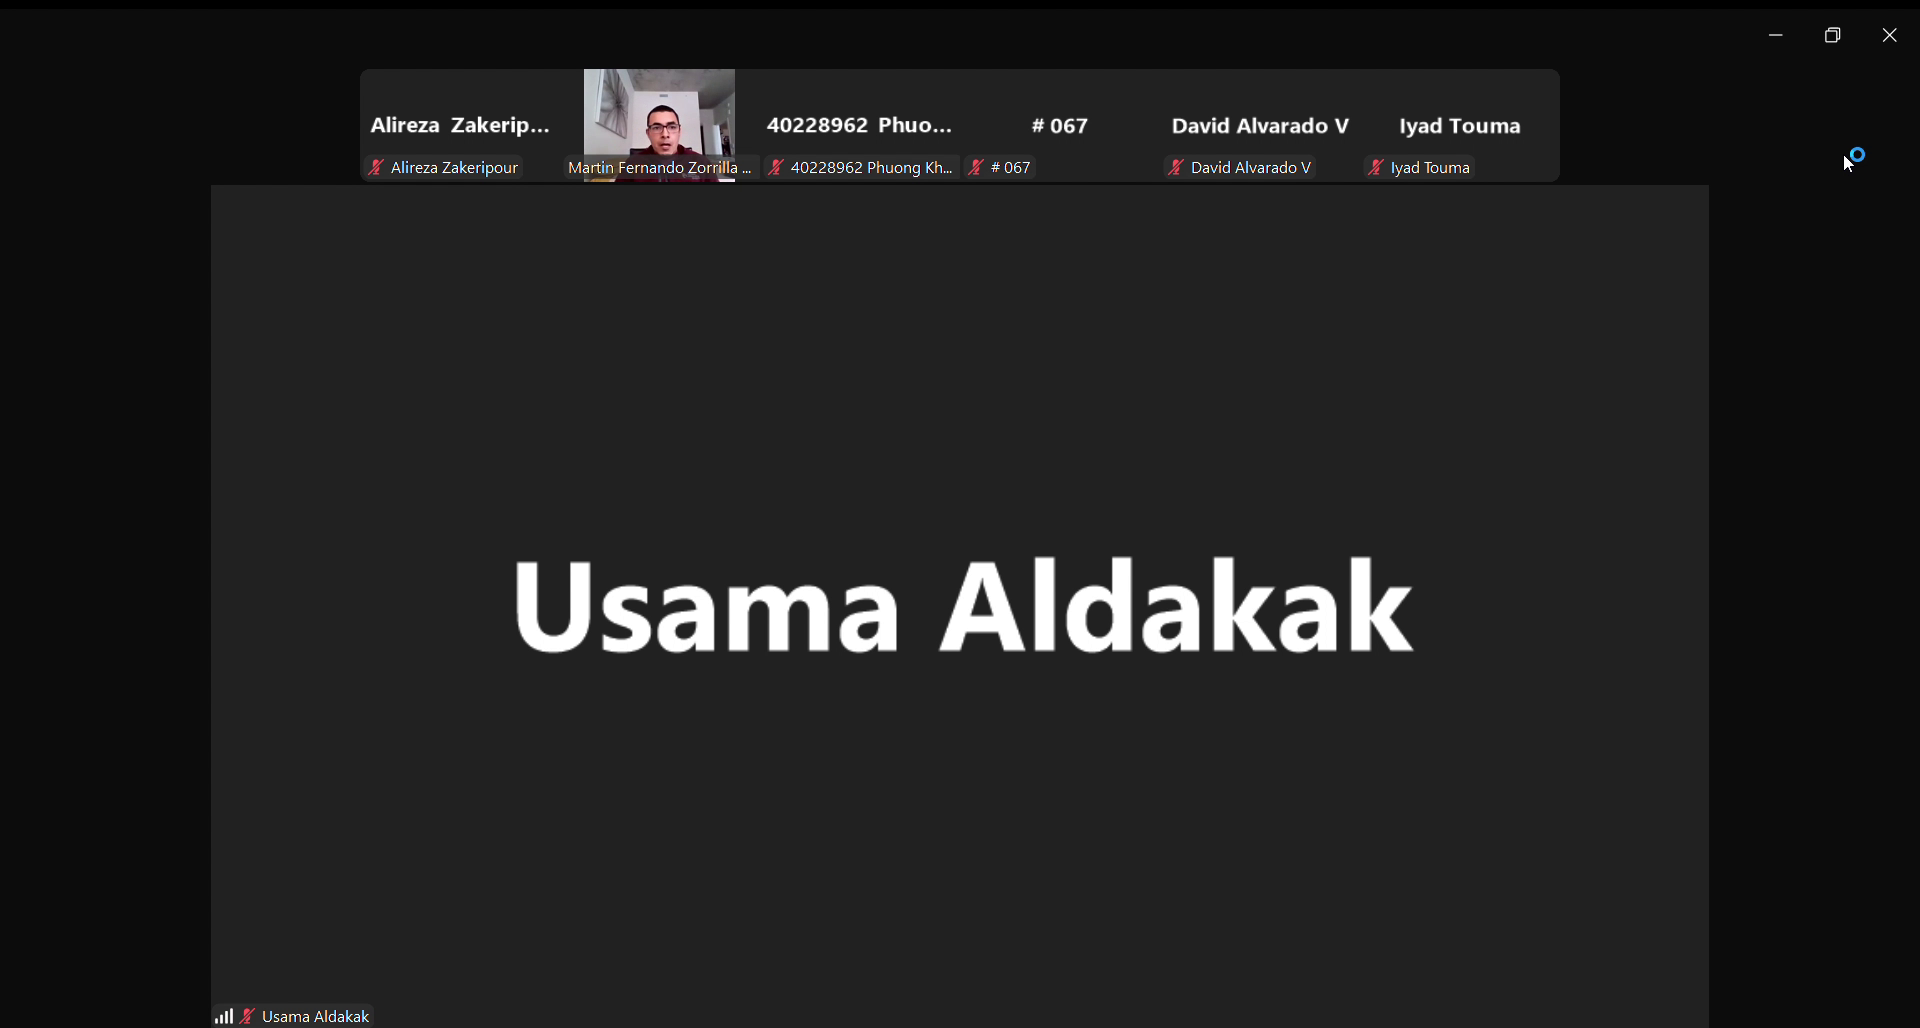 Alireza Zakerip...
40228962 Phuo...
# 067
David Alvarado V
Iyad Touma
Alireza Zakeripour
Martin Fernando Zorrilla ...
40228962 Phuong Kh...
# 067
David Alvarado V
Iyad Touma
Usama Aldakak
Usama Aldakak